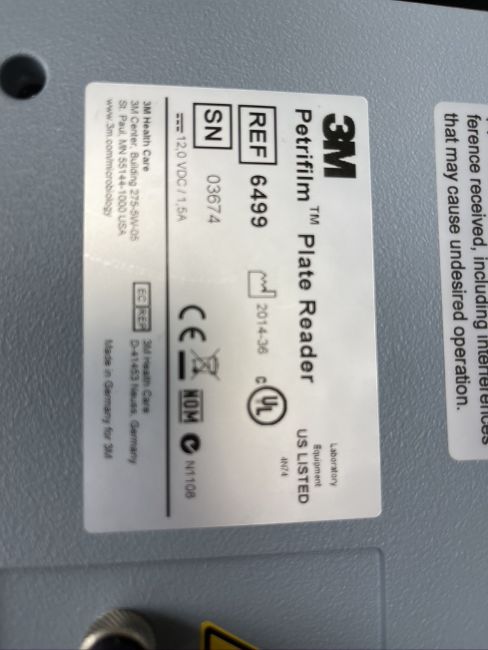 3M
Petrifilm™ Plate Reader
Laboratory
Equipment
US LISTED
4N74
REF 6499
2014-36
c UL
SN 03674
12,0 VDC / 1,5A
CE
NOM
N1108
3M Health Care
3M Center, Building 275-5W-05
St. Paul, MN 55144-1000 USA
www.3m.com/microbiology
EC REP
3M Health Care
D-41453 Neuss, Germany
Made in Germany for 3M
ference received, including interferences
that may cause undesired operation.